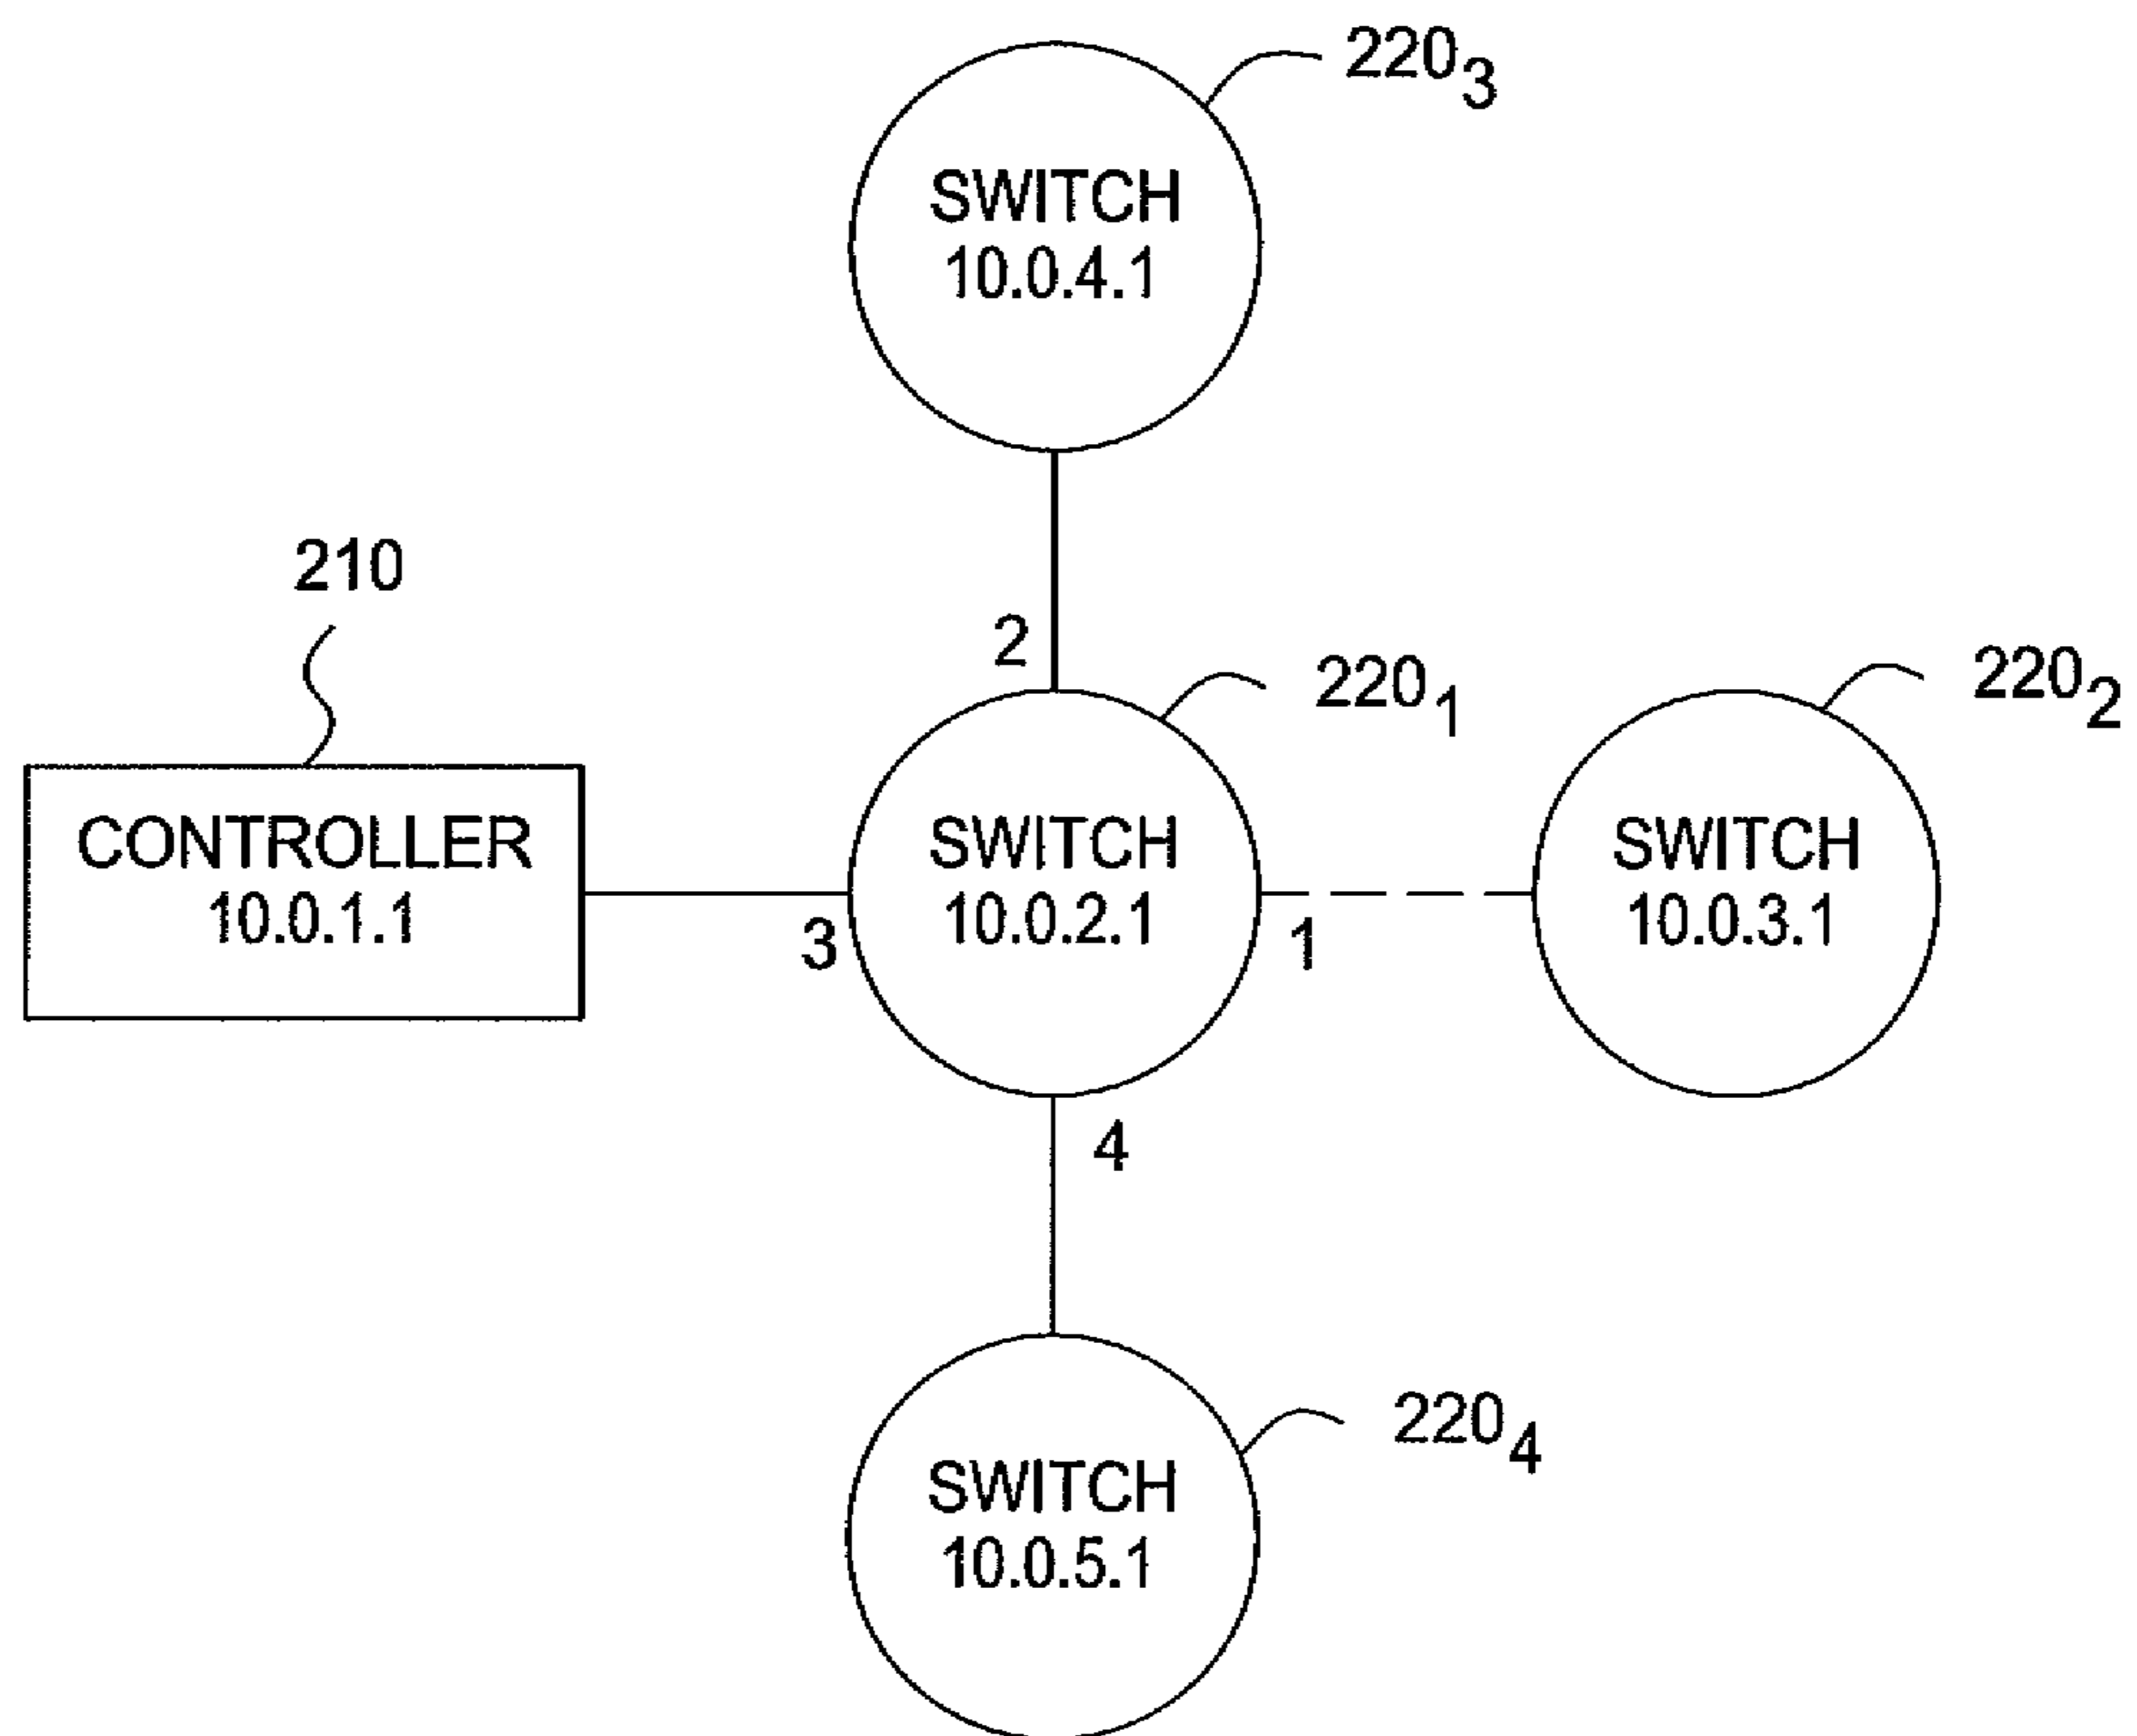 220₃
SWITCH
10.0.4.1
210
2
220₁
220₂
CONTROLLER
10.0.1.1
SWITCH
10.0.2.1
SWITCH
10.0.3.1
3
1
4
220₄
SWITCH
10.0.5.1